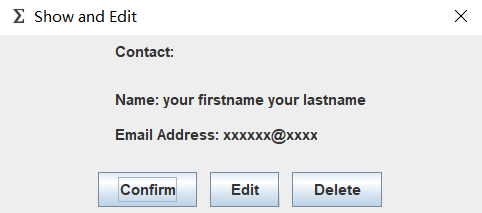 Σ Show and Edit
Contact:
Name: your firstname your lastname
Email Address: xxxxxx@xxxx
Confirm Edit Delete